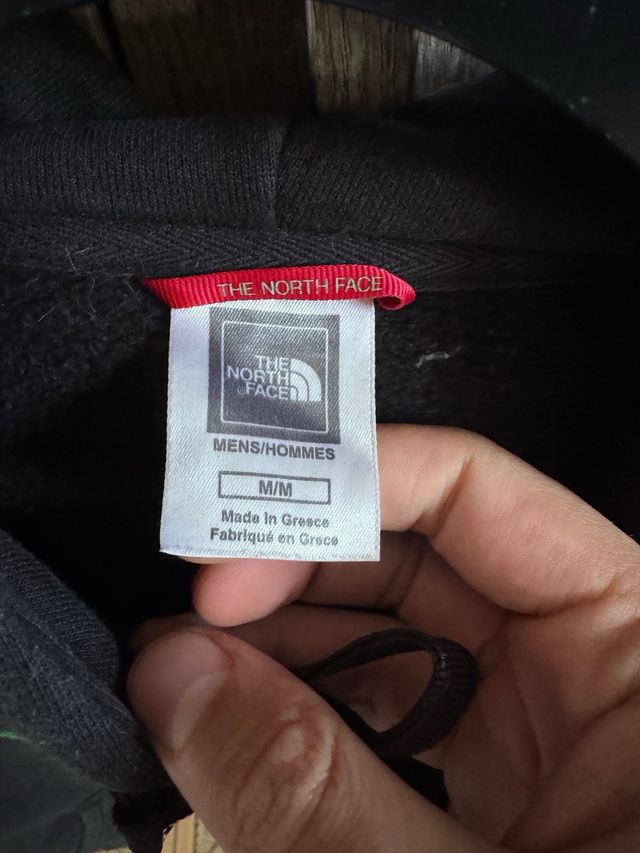 THE NORTH FACE
THE
NORTH
FACE
MENS/HOMMES
M/M
Made in Greece
Fabriqué en Grece